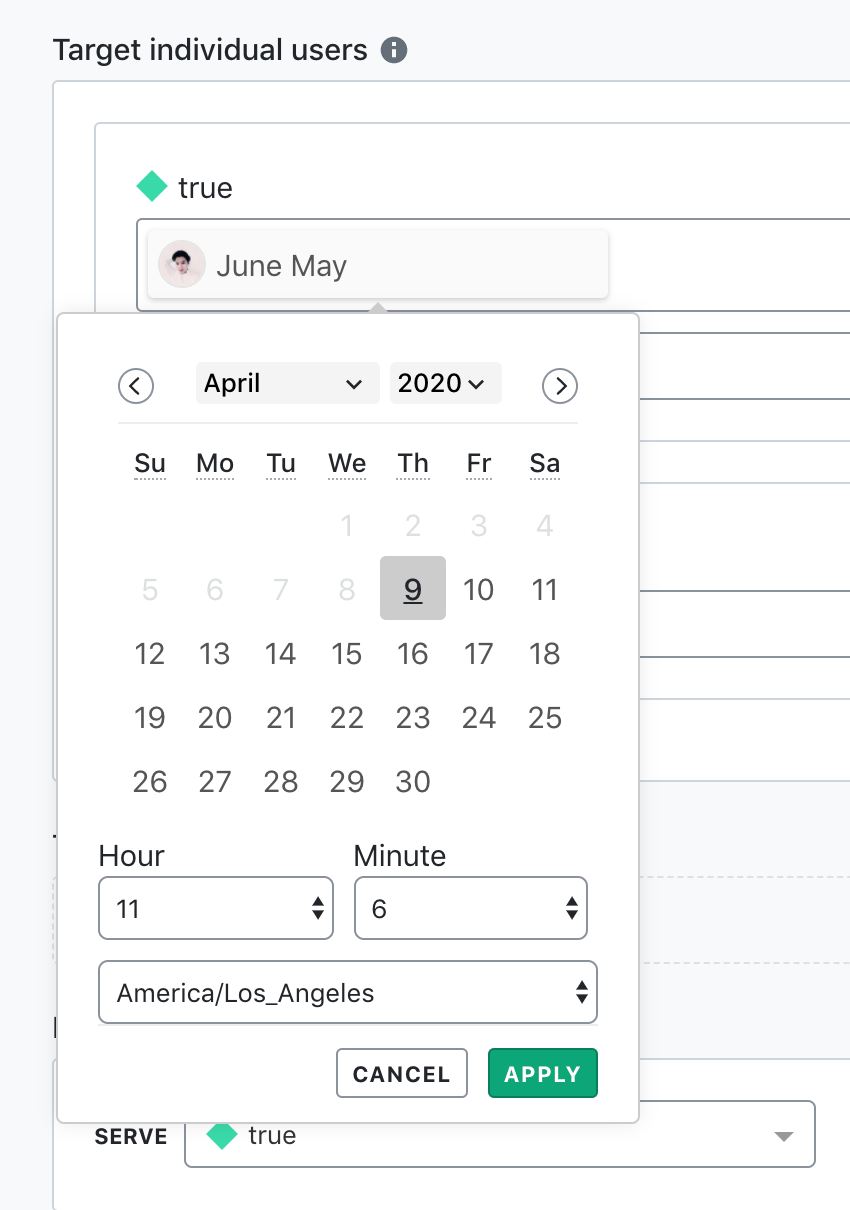 Target individual users
true
June May
April 2020
Su Mo Tu We Th Fr Sa
1 2 3 4
5 6 7 8 9 10 11
12 13 14 15 16 17 18
19 20 21 22 23 24 25
26 27 28 29 30
Hour Minute
11 6
America/Los_Angeles
CANCEL APPLY
SERVE true